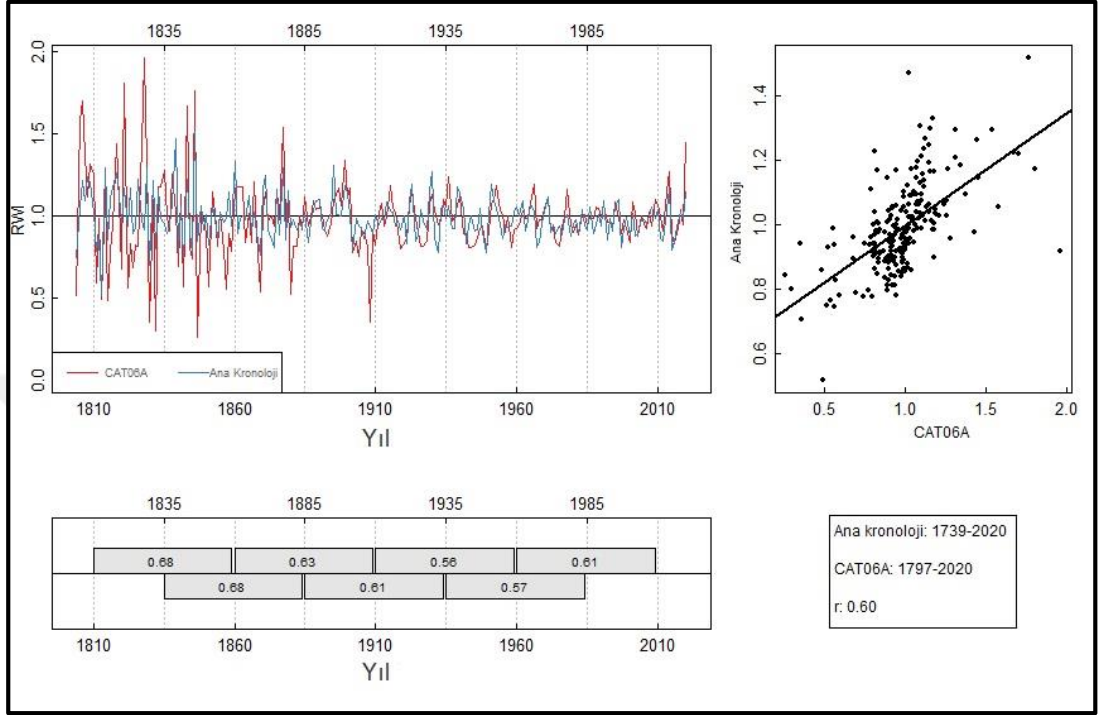 1835 1885 1935 1985
RWI
2.0
1.5
1.0
0.5
0.0
CAT06A Ana Kronoloji
1810 1860 1910 1960 2010
Yıl
Ana Kronoloji
1.4
1.2
1.0
0.8
0.6
0.5 1.0 1.5 2.0
CAT06A
1835 1885 1935 1985
0.68 0.63 0.56 0.61
0.68 0.61 0.57
1810 1860 1910 1960 2010
Yıl
Ana kronoloji: 1739-2020
CAT06A: 1797-2020
r: 0.60